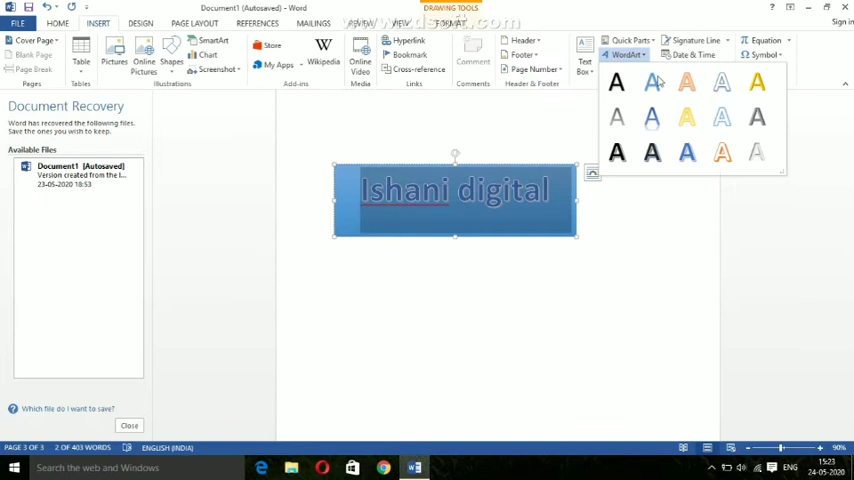 www.dsoft.com
Document1 (Autosaved) - Word
DRAWING TOOLS
FILE HOME INSERT DESIGN PAGE LAYOUT REFERENCES MAILINGS REVIEW VIEW FORMAT Sign in
Cover Page
Blank Page
Page Break
Pages
Table
Tables
Pictures
Online Pictures
Shapes
SmartArt
Chart
Screenshot
Illustrations
Store
My Apps
Wikipedia
Add-ins
Online Video
Media
Hyperlink
Bookmark
Cross-reference
Links
Comment
Comments
Header
Footer
Page Number
Header & Footer
Text Box
Quick Parts
WordArt
Signature Line
Date & Time
Equation
Symbol
A A A A A
A A A A A
A A A A A
Document Recovery
Word has recovered the following files.
Save the ones you wish to keep.
Available Files
Document1 [Autosaved]
Version created from the l...
23-05-2020 18:53
Which file do I want to save?
Close
Ishani digital
PAGE 3 OF 3 2 OF 403 WORDS ENGLISH (INDIA) 90%
Search the web and Windows
ENG
15:23
24-05-2020